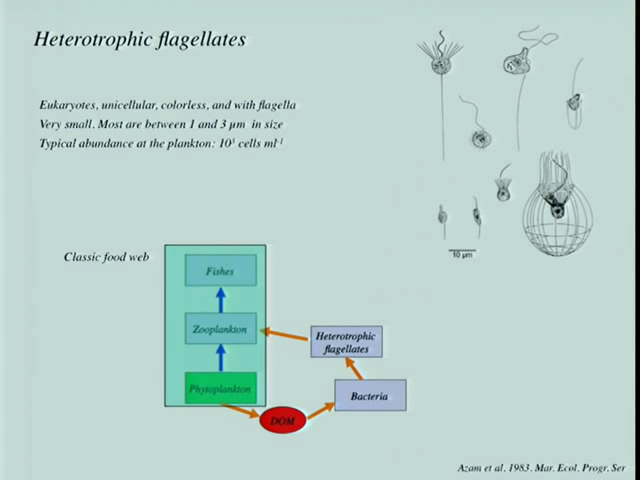 Heterotrophic flagellates
Eukaryotes, unicellular, colorless, and with flagella
Very small. Most are between 1 and 3 µm in size
Typical abundance at the plankton: 10³ cells ml⁻¹
10 µm
Classic food web
Fishes
Zooplankton
Heterotrophic
flagellates
Phytoplankton
Bacteria
DOM
Azam et al. 1983. Mar. Ecol. Progr. Ser